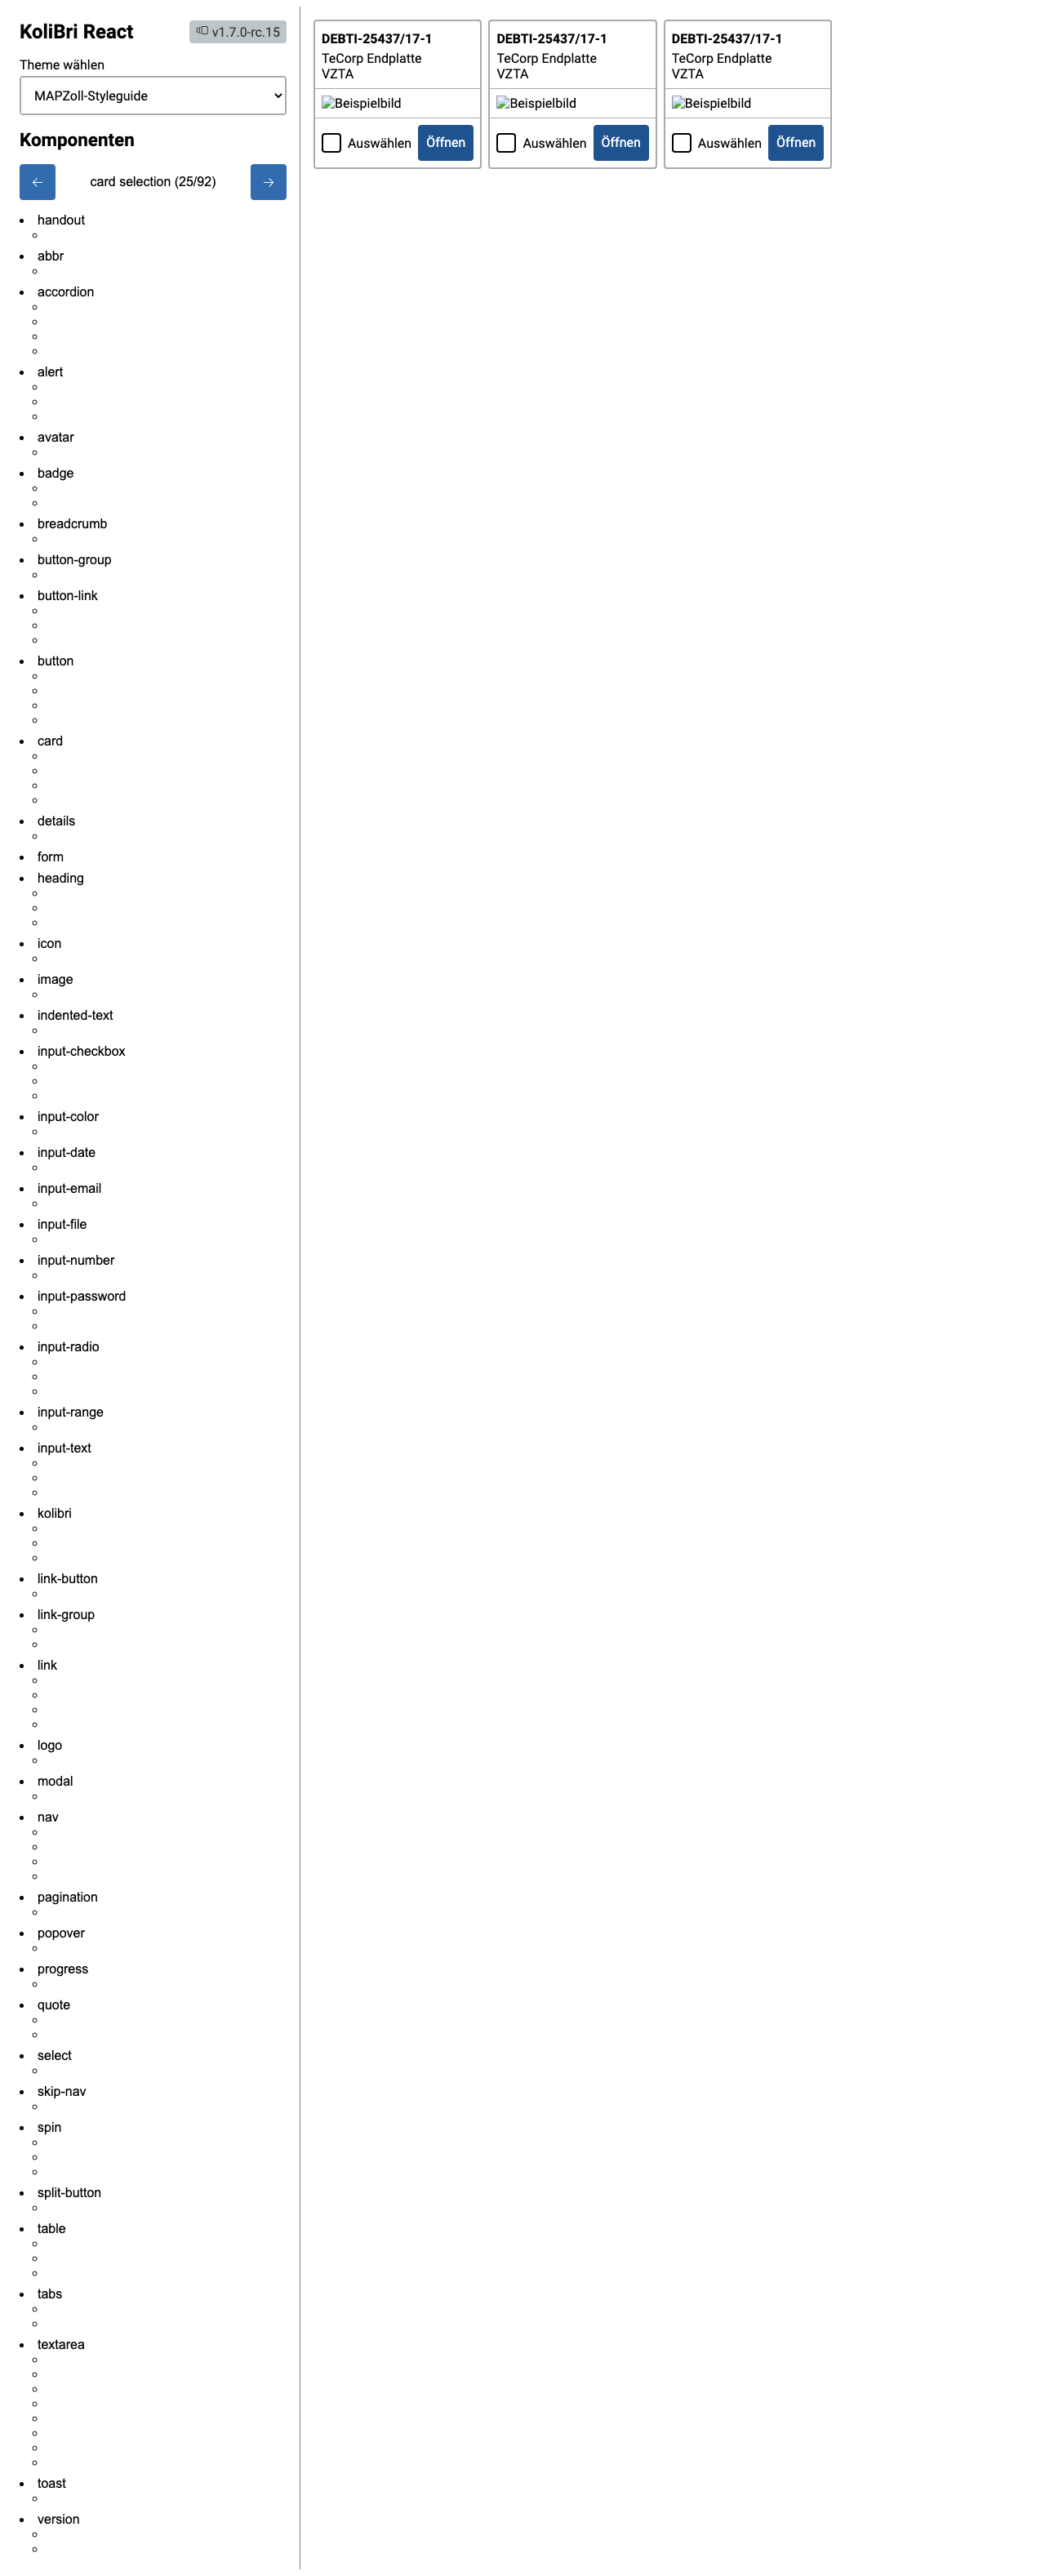 KoliBri React
v1.7.0-rc.15
Theme wählen
MAPZoll-Styleguide
Komponenten
card selection (25/92)
handout
abbr
accordion
alert
avatar
badge
breadcrumb
button-group
button-link
button
card
details
form
heading
icon
image
indented-text
input-checkbox
input-color
input-date
input-email
input-file
input-number
input-password
input-radio
input-range
input-text
kolibri
link-button
link-group
link
logo
modal
nav
pagination
popover
progress
quote
select
skip-nav
spin
split-button
table
tabs
textarea
toast
version
DEBTI-25437/17-1
TeCorp Endplatte
VZTA
Beispielbild
Auswählen Öffnen
DEBTI-25437/17-1
TeCorp Endplatte
VZTA
Beispielbild
Auswählen Öffnen
DEBTI-25437/17-1
TeCorp Endplatte
VZTA
Beispielbild
Auswählen Öffnen